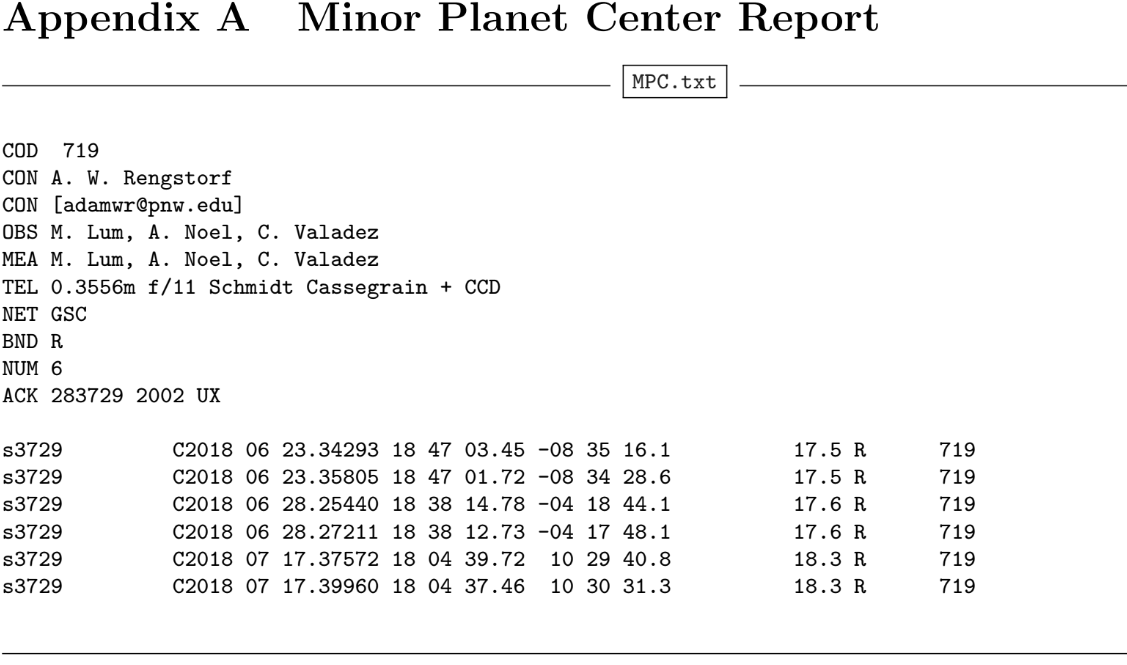 Appendix A Minor Planet Center Report
MPC.txt
COD  719
CON A. W. Rengstorf
CON [adamwr@pnw.edu]
OBS M. Lum, A. Noel, C. Valadez
MEA M. Lum, A. Noel, C. Valadez
TEL 0.3556m f/11 Schmidt Cassegrain + CCD
NET GSC
BND R
NUM 6
ACK 283729 2002 UX
s3729         C2018 06 23.34293 18 47 03.45 -08 35 16.1          17.5 R      719
s3729         C2018 06 23.35805 18 47 01.72 -08 34 28.6          17.5 R      719
s3729         C2018 06 28.25440 18 38 14.78 -04 18 44.1          17.6 R      719
s3729         C2018 06 28.27211 18 38 12.73 -04 17 48.1          17.6 R      719
s3729         C2018 07 17.37572 18 04 39.72  10 29 40.8          18.3 R      719
s3729         C2018 07 17.39960 18 04 37.46  10 30 31.3          18.3 R      719